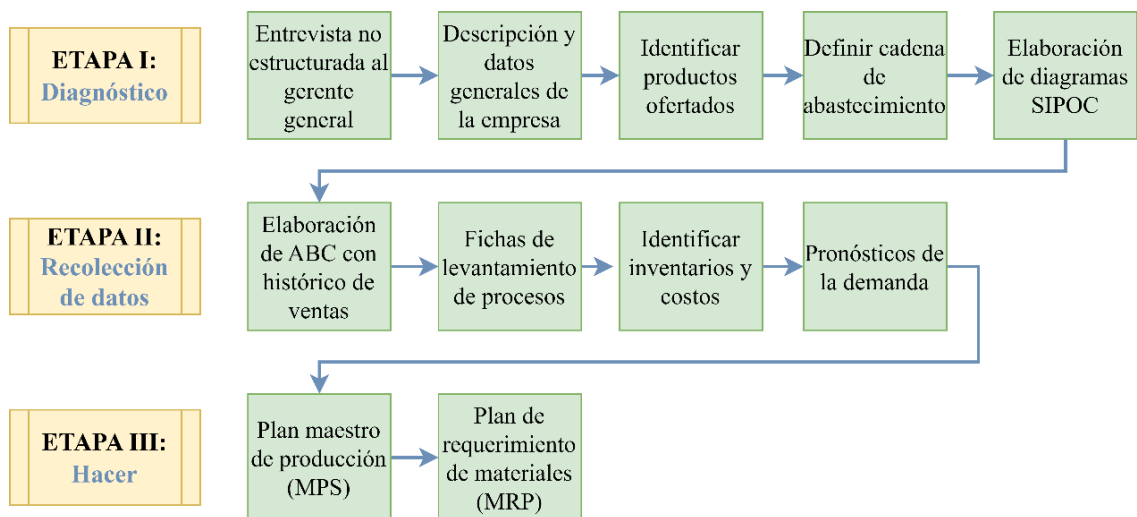 ETAPA I:
Diagnóstico
Entrevista no
estructurada al
gerente
general
Descripción y
datos
generales de
la empresa
Identificar
productos
ofertados
Definir cadena
de
abastecimiento
Elaboración
de diagramas
SIPOC
ETAPA II:
Recolección
de datos
Elaboración
de ABC con
histórico de
ventas
Fichas de
levantamiento
de procesos
Identificar
inventarios y
costos
Pronósticos de
la demanda
ETAPA III:
Hacer
Plan maestro
de producción
(MPS)
Plan de
requerimiento
de materiales
(MRP)